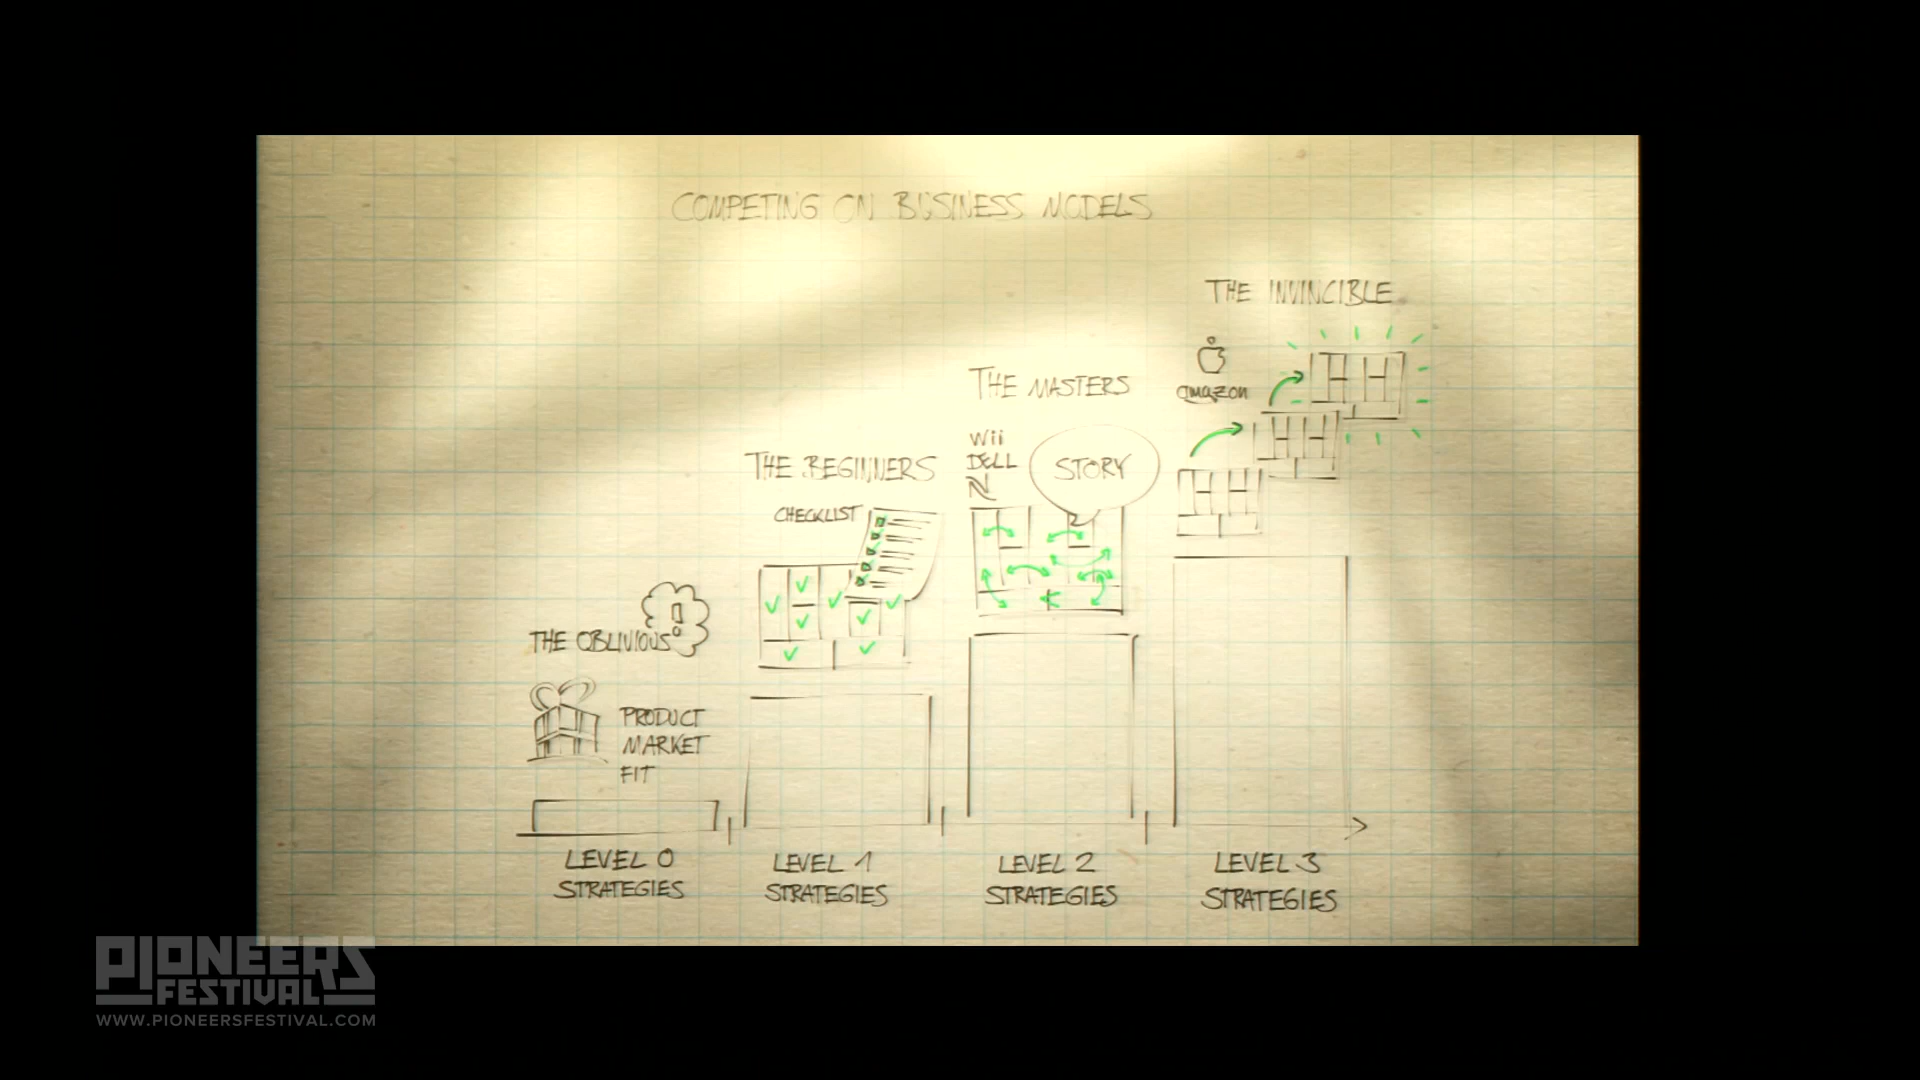 COMPETING ON BUSINESS MODELS
THE INVINCIBLE
amazon
THE MASTERS
Wii
DELL
N
STORY
THE BEGINNERS
CHECKLIST
THE OBLIVIOUS
PRODUCT
MARKET
FIT
LEVEL 0
STRATEGIES
LEVEL 1
STRATEGIES
LEVEL 2
STRATEGIES
LEVEL 3
STRATEGIES
PIONEERS
FESTIVAL
WWW.PIONEERSFESTIVAL.COM